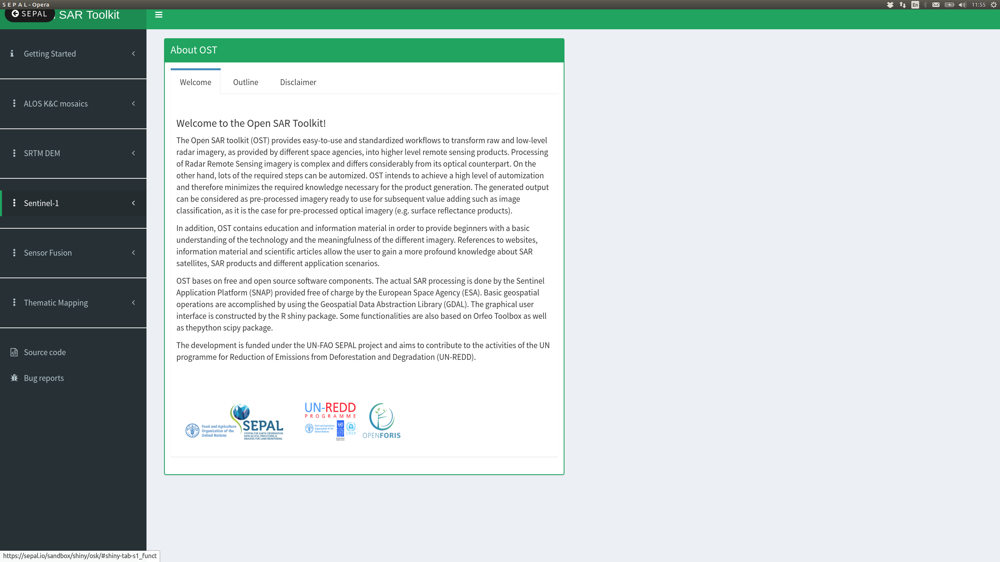 S E P A L - Opera
En
11:55
SEPAL
SAR Toolkit
Getting Started
ALOS K&C mosaics
SRTM DEM
Sentinel-1
Sensor Fusion
Thematic Mapping
Source code
Bug reports
About OST
Welcome
Outline
Disclaimer
Welcome to the Open SAR Toolkit!
The Open SAR toolkit (OST) provides easy-to-use and standardized workflows to transform raw and low-level
radar imagery, as provided by different space agencies, into higher level remote sensing products. Processing
of Radar Remote Sensing imagery is complex and differs considerably from its optical counterpart. On the
other hand, lots of the required steps can be automized. OST intends to achieve a high level of automization
and therefore minimizes the required knowledge necessary for the product generation. The generated output
can be considered as pre-processed imagery ready to use for subsequent value adding such as image
classification, as it is the case for pre-processed optical imagery (e.g. surface reflectance products).
In addition, OST contains education and information material in order to provide beginners with a basic
understanding of the technology and the meaningfulness of the different imagery. References to websites,
information material and scientific articles allow the user to gain a more profound knowledge about SAR
satellites, SAR products and different application scenarios.
OST bases on free and open source software components. The actual SAR processing is done by the Sentinel
Application Platform (SNAP) provided free of charge by the European Space Agency (ESA). Basic geospatial
operations are accomplished by using the Geospatial Data Abstraction Library (GDAL). The graphical user
interface is constructed by the R shiny package. Some functionalities are also based on Orfeo Toolbox as well
as thepython scipy package.
The development is funded under the UN-FAO SEPAL project and aims to contribute to the activities of the UN
programme for Reduction of Emissions from Deforestation and Degradation (UN-REDD).
Food and Agriculture
Organization of the
United Nations
SEPAL
SYSTEM FOR EARTH OBSERVATION
DATA ACCESS, PROCESSING &
ANALYSIS FOR LAND MONITORING
UN-REDD
PROGRAMME
Food and Agriculture
Organization of the
United Nations
UN
DP
UNEP
OPENFORIS
https://sepal.io/sandbox/shiny/osk/#shiny-tab-s1_funct